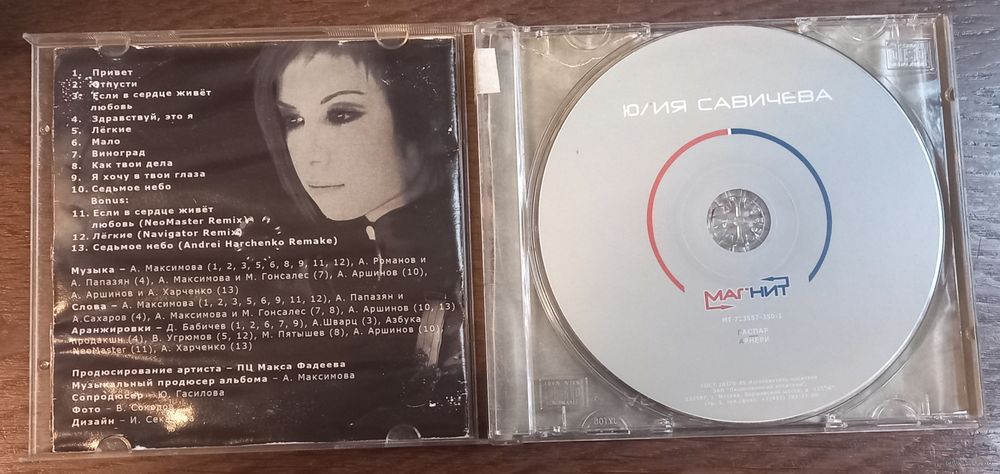 1. Привет
2. Отпусти
3. Если в сердце живёт
любовь
4. Здравствуй, это я
5. Лёгкие
6. Мало
7. Виноград
8. Как твои дела
9. Я хочу в твои глаза
10. Седьмое небо
Bonus:
11. Если в сердце живёт
любовь (NeoMaster Remix)
12. Лёгкие (Navigator Remix)
13. Седьмое небо (Andrei Harchenko Remake)
Музыка – А. Максимова (1, 2, 3, 5, 6, 8, 9, 11, 12), А. Романов и
А. Папазян (4), А. Максимова и М. Гонсалес (7), А. Аршинов (10),
А. Аршинов и А. Харченко (13)
Слова – А. Максимова (1, 2, 3, 5, 6, 9, 11, 12), А. Папазян и
А.Сахаров (4), А. Максимова и М. Гонсалес (7, 8), А. Аршинов (10, 13)
Аранжировки – Д. Бабичев (1, 2, 6, 7, 9), А.Шварц (3), Азбука
продакшн (4), В. Угрюмов (5, 12), М. Пятышев (8), А. Аршинов (10),
NeoMaster (11), А. Харченко (13)
Продюсирование артиста – ПЦ Макса Фадеева
Музыкальный продюсер альбома – А. Максимова
Сопродюсер – Ю. Гасилова
Фото – В.
Дизайн – И.
ЮЛИЯ САВИЧЕВА
МАГНИТ
МТ 713557-350-1
ГАСПАР
АРНЕРИ